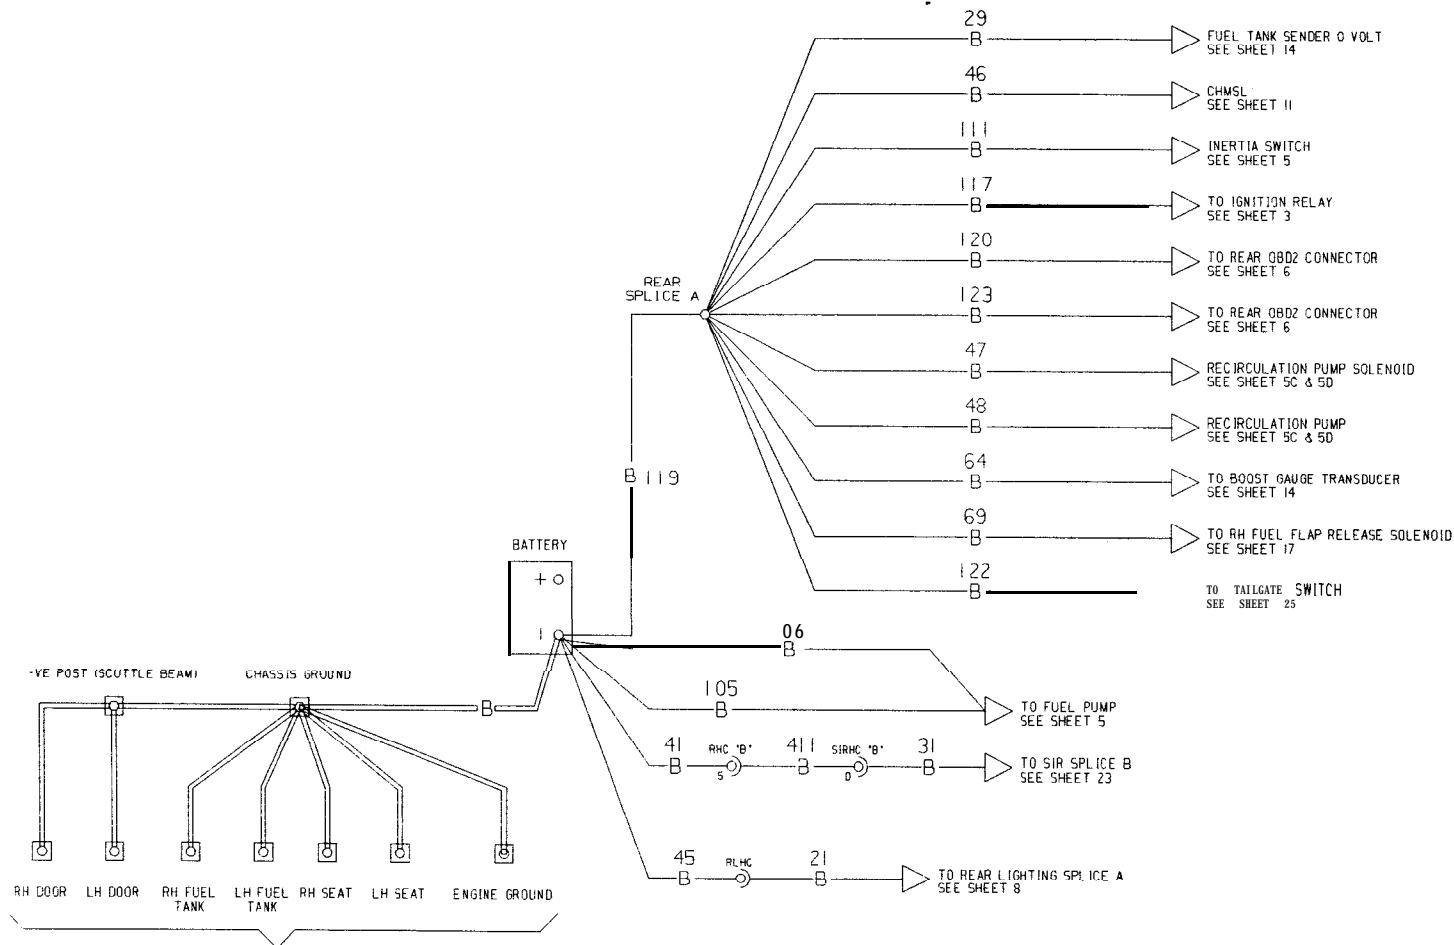 29
B
FUEL TANK SENDER 0 VOLT
SEE SHEET 14
46
B
CHMSL
SEE SHEET 11
111
B
INERTIA SWITCH
SEE SHEET 5
117
B
TO IGNITION RELAY
SEE SHEET 3
120
B
TO REAR OBD2 CONNECTOR
SEE SHEET 6
REAR
SPLICE A
123
B
TO REAR OBD2 CONNECTOR
SEE SHEET 6
47
B
RECIRCULATION PUMP SOLENOID
SEE SHEET 5C & 5D
48
B
RECIRCULATION PUMP
SEE SHEET 5C & 5D
B 119
64
B
TO BOOST GAUGE TRANSDUCER
SEE SHEET 14
69
B
TO RH FUEL FLAP RELEASE SOLENOID
SEE SHEET 17
BATTERY
+
122
B
TO TAILGATE SWITCH
SEE SHEET 25
06
B
-VE POST (SCUTTLE BEAM)
CHASSIS GROUND
B
105
B
TO FUEL PUMP
SEE SHEET 5
41
B
RHC "B"
S
411
B
SIRHC "B"
D
31
B
TO SIR SPLICE B
SEE SHEET 23
45
B
RLHC
21
B
TO REAR LIGHTING SPLICE A
SEE SHEET 8
RH DOOR
LH DOOR
RH FUEL
TANK
LH FUEL
TANK
RH SEAT
LH SEAT
ENGINE GROUND